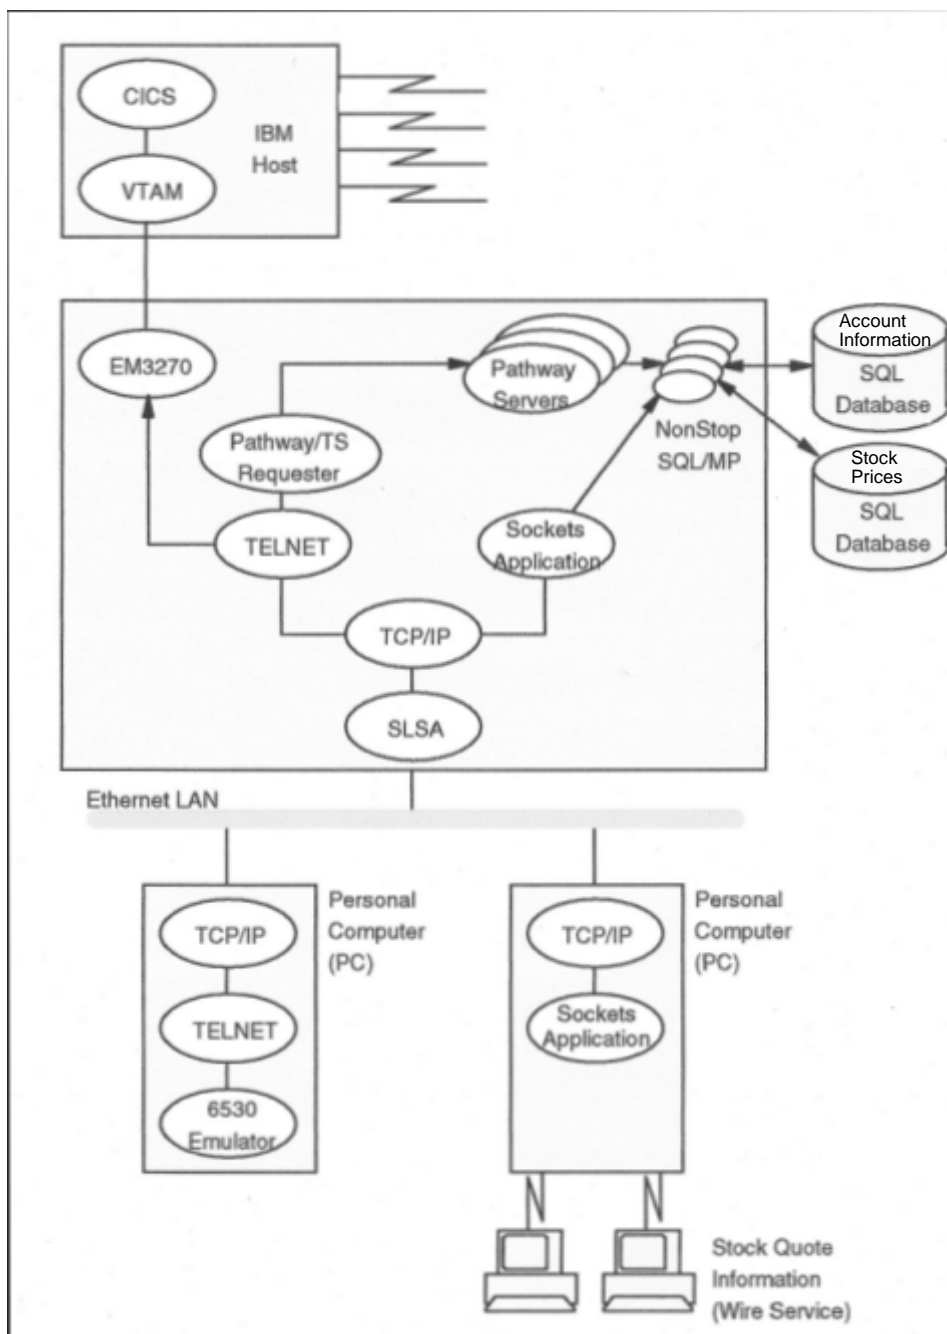 CICS
IBM
Host
VTAM
EM3270
Pathway
Servers
Account
Information
SQL
Database
NonStop
SQL/MP
Pathway/TS
Requester
Stock
Prices
SQL
Database
TELNET
Sockets
Application
TCP/IP
SLSA
Ethernet LAN
TCP/IP
TELNET
6530
Emulator
Personal
Computer
(PC)
TCP/IP
Sockets
Application
Personal
Computer
(PC)
Stock Quote
Information
(Wire Service)